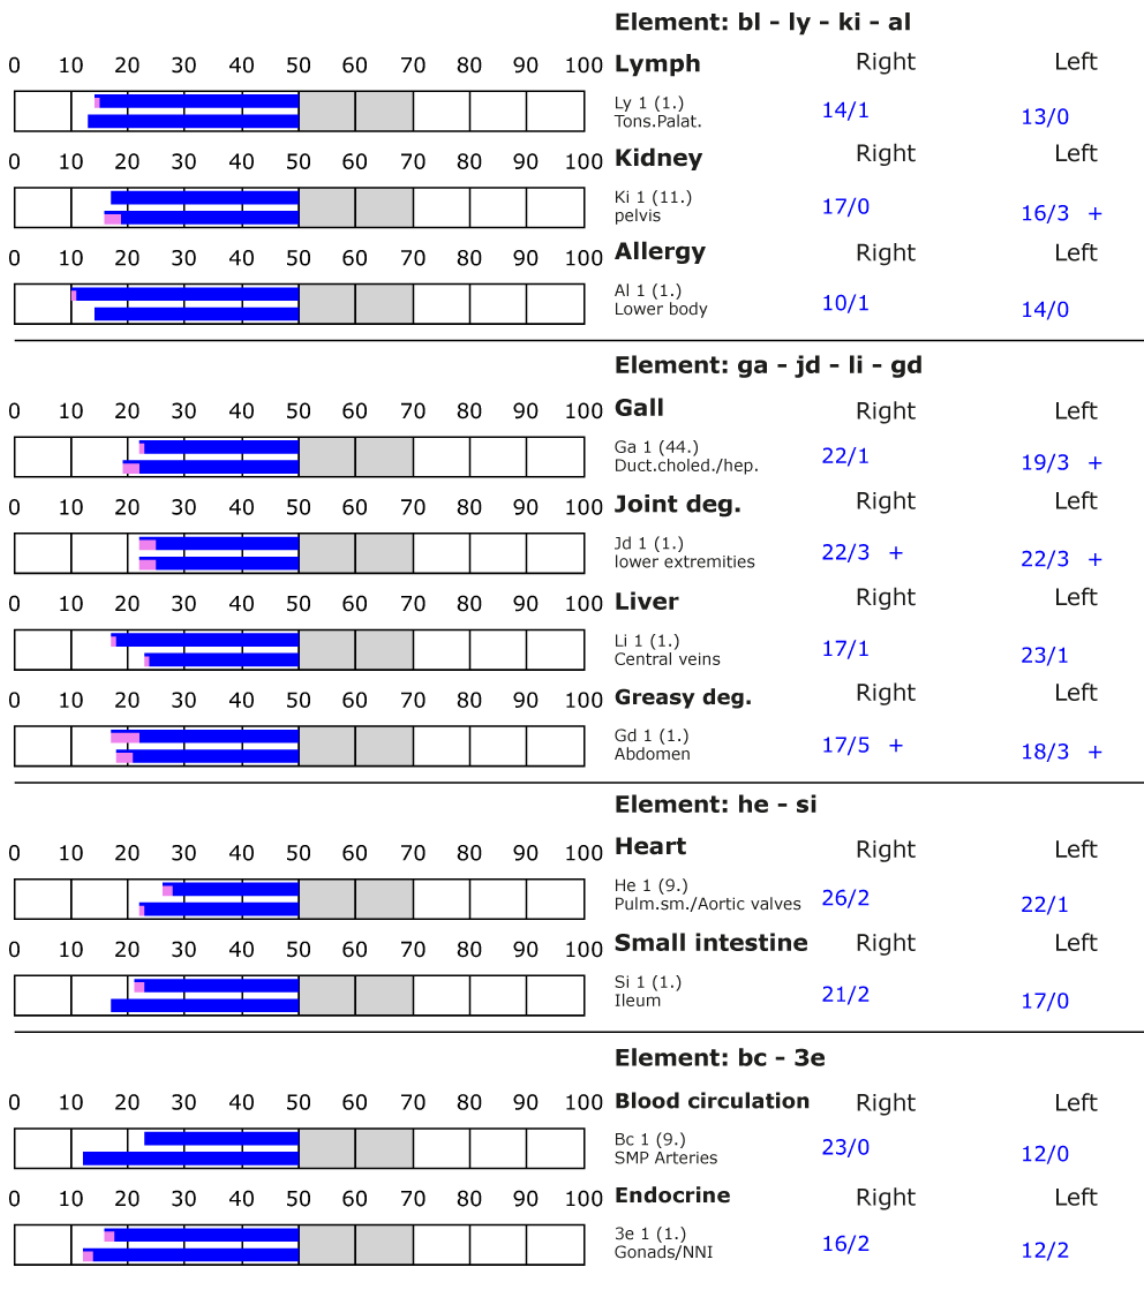 Element: bl - ly - ki - al
0 10 20 30 40 50 60 70 80 90 100 Lymph Right Left
Ly 1 (1.) 14/1 13/0
Tons.Palat.
0 10 20 30 40 50 60 70 80 90 100 Kidney Right Left
Ki 1 (11.) 17/0 16/3 +
pelvis
0 10 20 30 40 50 60 70 80 90 100 Allergy Right Left
Al 1 (1.) 10/1 14/0
Lower body
Element: ga - jd - li - gd
0 10 20 30 40 50 60 70 80 90 100 Gall Right Left
Ga 1 (44.) 22/1 19/3 +
Duct.choled./hep.
0 10 20 30 40 50 60 70 80 90 100 Joint deg. Right Left
Jd 1 (1.) 22/3 + 22/3 +
lower extremities
0 10 20 30 40 50 60 70 80 90 100 Liver Right Left
Li 1 (1.) 17/1 23/1
Central veins
0 10 20 30 40 50 60 70 80 90 100 Greasy deg. Right Left
Gd 1 (1.) 17/5 + 18/3 +
Abdomen
Element: he - si
0 10 20 30 40 50 60 70 80 90 100 Heart Right Left
He 1 (9.) 26/2 22/1
Pulm.sm./Aortic valves
0 10 20 30 40 50 60 70 80 90 100 Small intestine Right Left
Si 1 (1.) 21/2 17/0
Ileum
Element: bc - 3e
0 10 20 30 40 50 60 70 80 90 100 Blood circulation Right Left
Bc 1 (9.) 23/0 12/0
SMP Arteries
0 10 20 30 40 50 60 70 80 90 100 Endocrine Right Left
3e 1 (1.) 16/2 12/2
Gonads/NNI